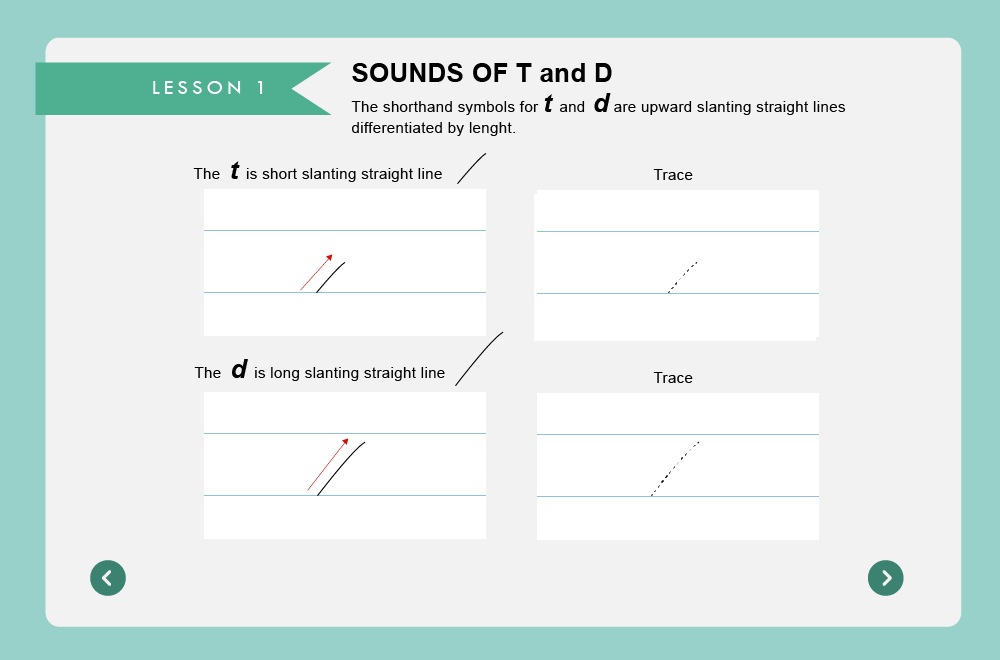 LESSON 1
SOUNDS OF T and D
The shorthand symbols for t and d are upward slanting straight lines
differentiated by lenght.
The t is short slanting straight line
Trace
The d is long slanting straight line
Trace